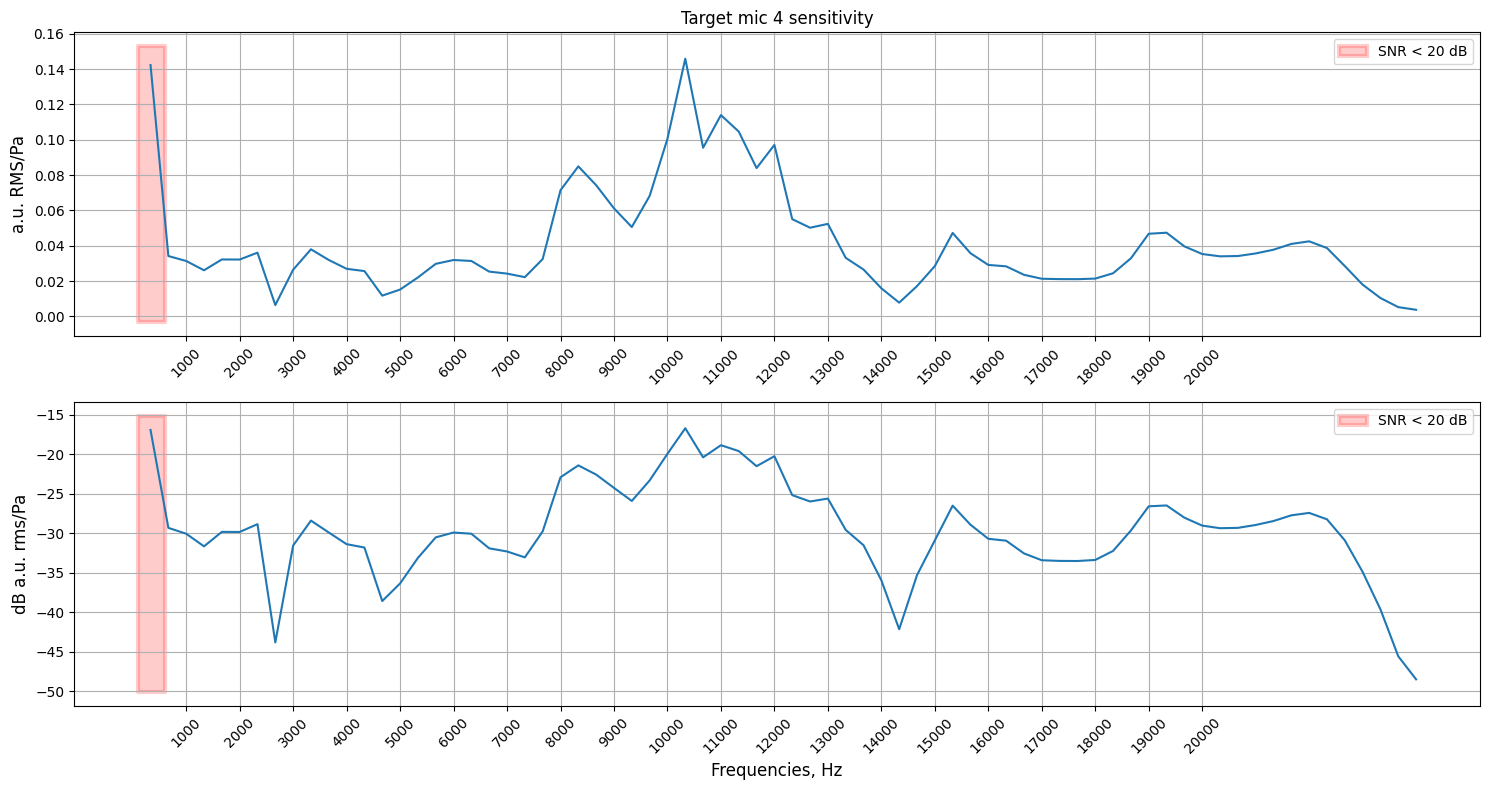 Target mic 4 sensitivity
SNR < 20 dB
a.u. RMS/Pa
0.16
0.14
0.12
0.10
0.08
0.06
0.04
0.02
0.00
1000 2000 3000 4000 5000 6000 7000 8000 9000 10000 11000 12000 13000 14000 15000 16000 17000 18000 19000 20000
SNR < 20 dB
dB a.u. rms/Pa
−15
−20
−25
−30
−35
−40
−45
−50
1000 2000 3000 4000 5000 6000 7000 8000 9000 10000 11000 12000 13000 14000 15000 16000 17000 18000 19000 20000
Frequencies, Hz